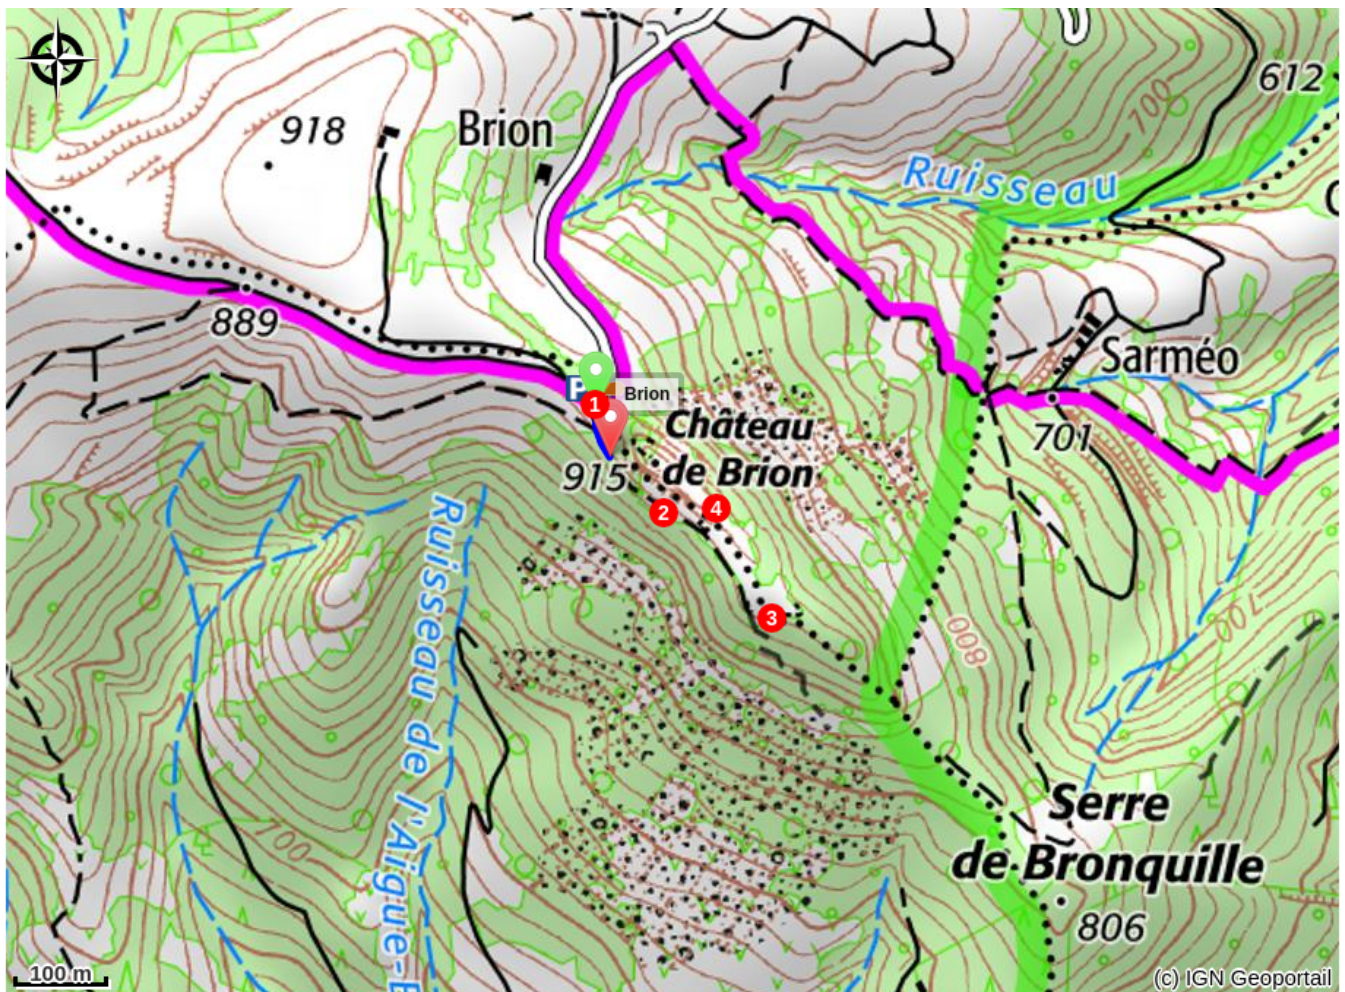 612
700
918
Brion
Ruisseau
889
Sarméo
P
1
Brion
Château
de Brion
701
915
2
4
Ruisseau de l'Aigue-B
3
800
700
700
Serre
de Bronquille
806
100 m
(c) IGN Geoportail